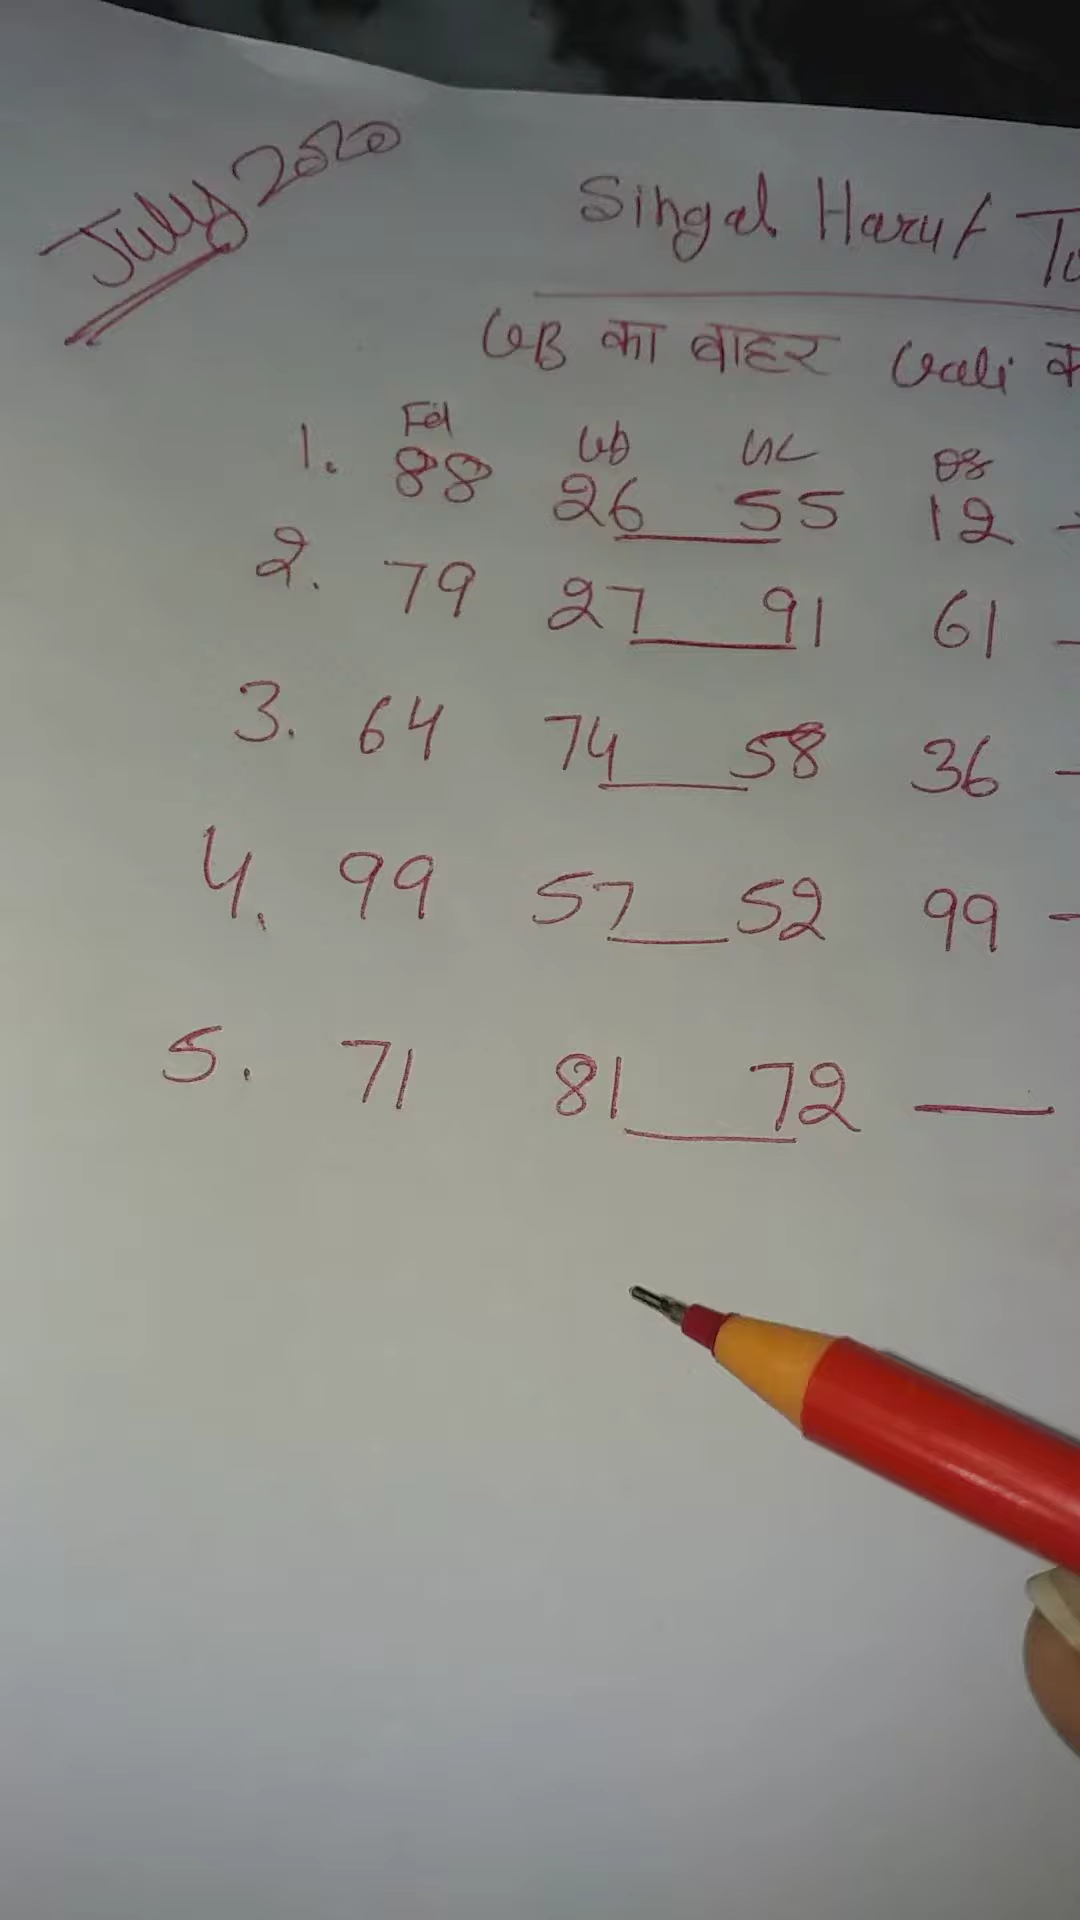 July 2020
Singal Haruf
GB का बाहर Gali
Fd Gb GL DS
1. 88 26 55 12
2. 79 27 91 61
3. 64 74 58 36
4. 99 57 52 99
5. 71 81 72